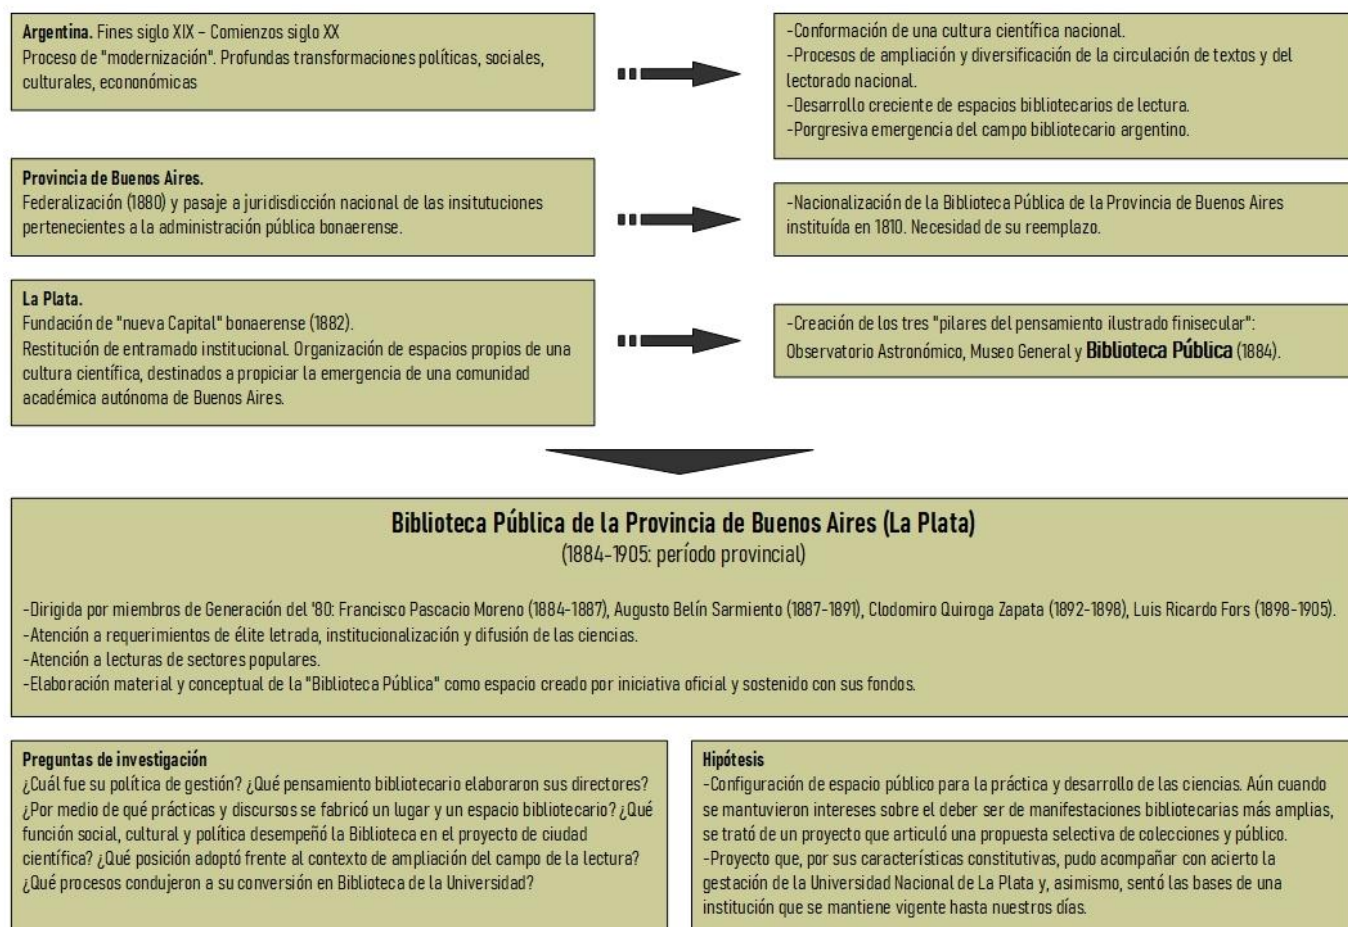 Argentina. Fines siglo XIX – Comienzos siglo XX
Proceso de "modernización". Profundas transformaciones políticas, sociales,
culturales, econonómicas
-Conformación de una cultura científica nacional.
-Procesos de ampliación y diversificación de la circulación de textos y del
lectorado nacional.
-Desarrollo creciente de espacios bibliotecarios de lectura.
-Porgresiva emergencia del campo bibliotecario argentino.
Provincia de Buenos Aires.
Federalización (1880) y pasaje a juridisdicción nacional de las insitutuciones
pertenecientes a la administración pública bonaerense.
-Nacionalización de la Biblioteca Pública de la Provincia de Buenos Aires
instituída en 1810. Necesidad de su reemplazo.
La Plata.
Fundación de "nueva Capital" bonaerense (1882).
Restitución de entramado institucional. Organización de espacios propios de una
cultura científica, destinados a propiciar la emergencia de una comunidad
académica autónoma de Buenos Aires.
-Creación de los tres "pilares del pensamiento ilustrado finisecular":
Observatorio Astronómico, Museo General y Biblioteca Pública (1884).
Biblioteca Pública de la Provincia de Buenos Aires (La Plata)
(1884-1905: período provincial)
-Dirigida por miembros de Generación del '80: Francisco Pascacio Moreno (1884-1887), Augusto Belín Sarmiento (1887-1891), Clodomiro Quiroga Zapata (1892-1898), Luis Ricardo Fors (1898-1905).
-Atención a requerimientos de élite letrada, institucionalización y difusión de las ciencias.
-Atención a lecturas de sectores populares.
-Elaboración material y conceptual de la "Biblioteca Pública" como espacio creado por iniciativa oficial y sostenido con sus fondos.
Preguntas de investigación
¿Cuál fue su política de gestión? ¿Qué pensamiento bibliotecario elaboraron sus directores?
¿Por medio de qué prácticas y discursos se fabricó un lugar y un espacio bibliotecario? ¿Qué
función social, cultural y política desempeñó la Biblioteca en el proyecto de ciudad
científica? ¿Qué posición adoptó frente al contexto de ampliación del campo de la lectura?
¿Qué procesos condujeron a su conversión en Biblioteca de la Universidad?
Hipótesis
-Configuración de espacio público para la práctica y desarrollo de las ciencias. Aún cuando
se mantuvieron intereses sobre el deber ser de manifestaciones bibliotecarias más amplias,
se trató de un proyecto que articuló una propuesta selectiva de colecciones y público.
-Proyecto que, por sus características constitutivas, pudo acompañar con acierto la
gestación de la Universidad Nacional de La Plata y, asimismo, sentó las bases de una
institución que se mantiene vigente hasta nuestros días.